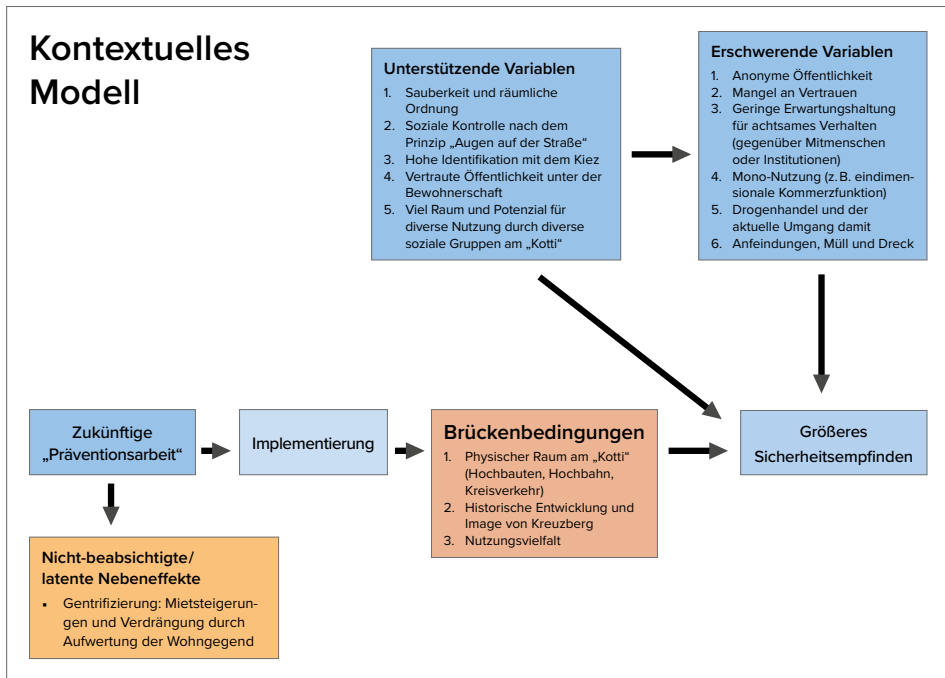 Kontextuelles
Modell
Unterstützende Variablen
1. Sauberkeit und räumliche
Ordnung
2. Soziale Kontrolle nach dem
Prinzip „Augen auf der Straße“
3. Hohe Identifikation mit dem Kiez
4. Vertraute Öffentlichkeit unter der
Bewohnerschaft
5. Viel Raum und Potenzial für
diverse Nutzung durch diverse
soziale Gruppen am „Kotti“
Erschwerende Variablen
1. Anonyme Öffentlichkeit
2. Mangel an Vertrauen
3. Geringe Erwartungshaltung
für achtsames Verhalten
(gegenüber Mitmenschen
oder Institutionen)
4. Mono-Nutzung (z. B. eindimen-
sionale Kommerzfunktion)
5. Drogenhandel und der
aktuelle Umgang damit
6. Anfeindungen, Müll und Dreck
Zukünftige
„Präventionsarbeit“
Implementierung
Brückenbedingungen
1. Physischer Raum am „Kotti“
(Hochbauten, Hochbahn,
Kreisverkehr)
2. Historische Entwicklung und
Image von Kreuzberg
3. Nutzungsvielfalt
Größeres
Sicherheitsempfinden
Nicht-beabsichtigte/
latente Nebeneffekte
▪ Gentrifizierung: Mietsteigerun-
gen und Verdrängung durch
Aufwertung der Wohngegend